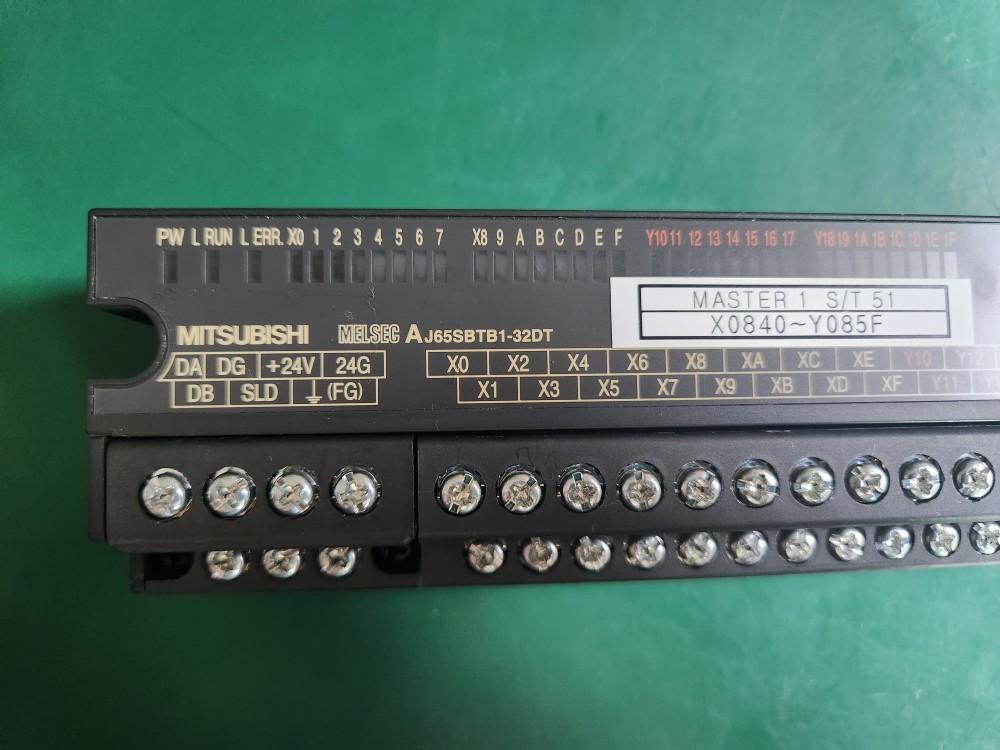 PW L RUN L ERR. X0 1 2 3 4 5 6 7 X8 9 A B C D E F Y10 11 12 13 14 15 16 17 Y18 19 1A 1B 1C 1D 1E 1F
MASTER 1 S/T 51
X0840~Y085F
MITSUBISHI MELSEC AJ65SBTB1-32DT
DA DG +24V 24G X0 X2 X4 X6 X8 XA XC XE Y10 Y12
DB SLD (FG) X1 X3 X5 X7 X9 XB XD XF Y11